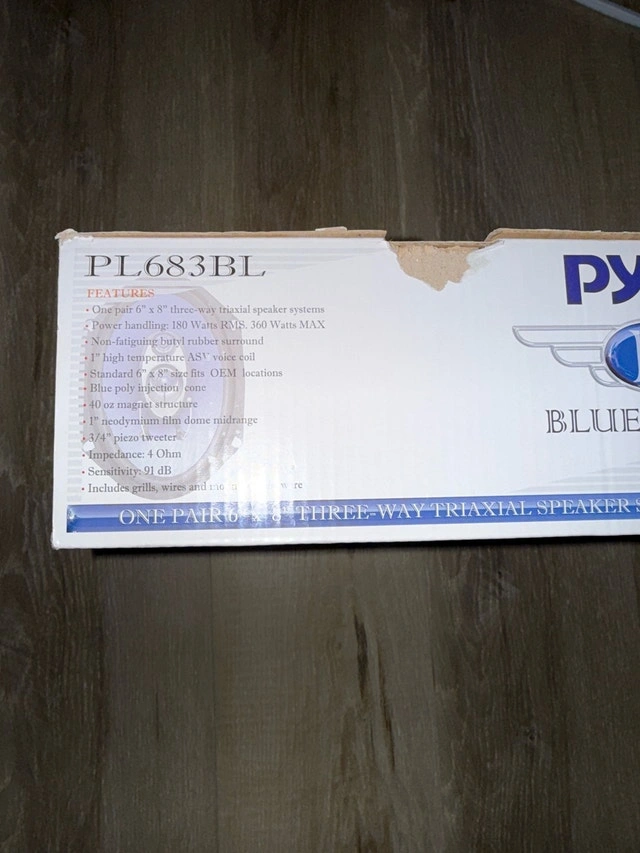 PL683BL
FEATURES
• One pair 6" x 8" three-way triaxial speaker systems
• Power handling: 180 Watts RMS. 360 Watts MAX
• Non-fatiguing butyl rubber surround
• 1" high temperature ASV voice coil
• Standard 6" x 8" size fits OEM locations
• Blue poly injection cone
• 40 oz magnet structure
• 1" neodymium film dome midrange
• 3/4" piezo tweeter
• Impedance: 4 Ohm
• Sensitivity: 91 dB
• Includes grills, wires and
PY
BLUE
ONE PAIR 6" x 8" THREE-WAY TRIAXIAL SPEAKER S